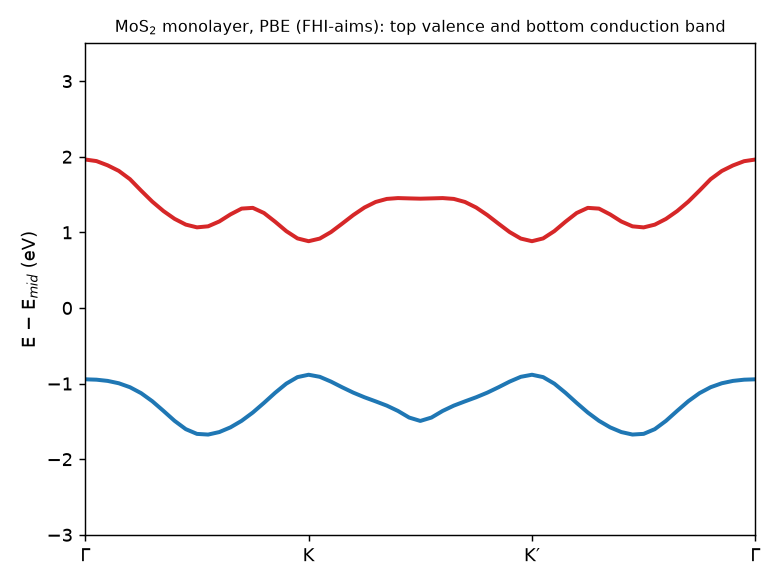 MoS₂ monolayer, PBE (FHI-aims): top valence and bottom conduction band
E − E_mid (eV)
3
2
1
0
−1
−2
−3
Γ K K′ Γ